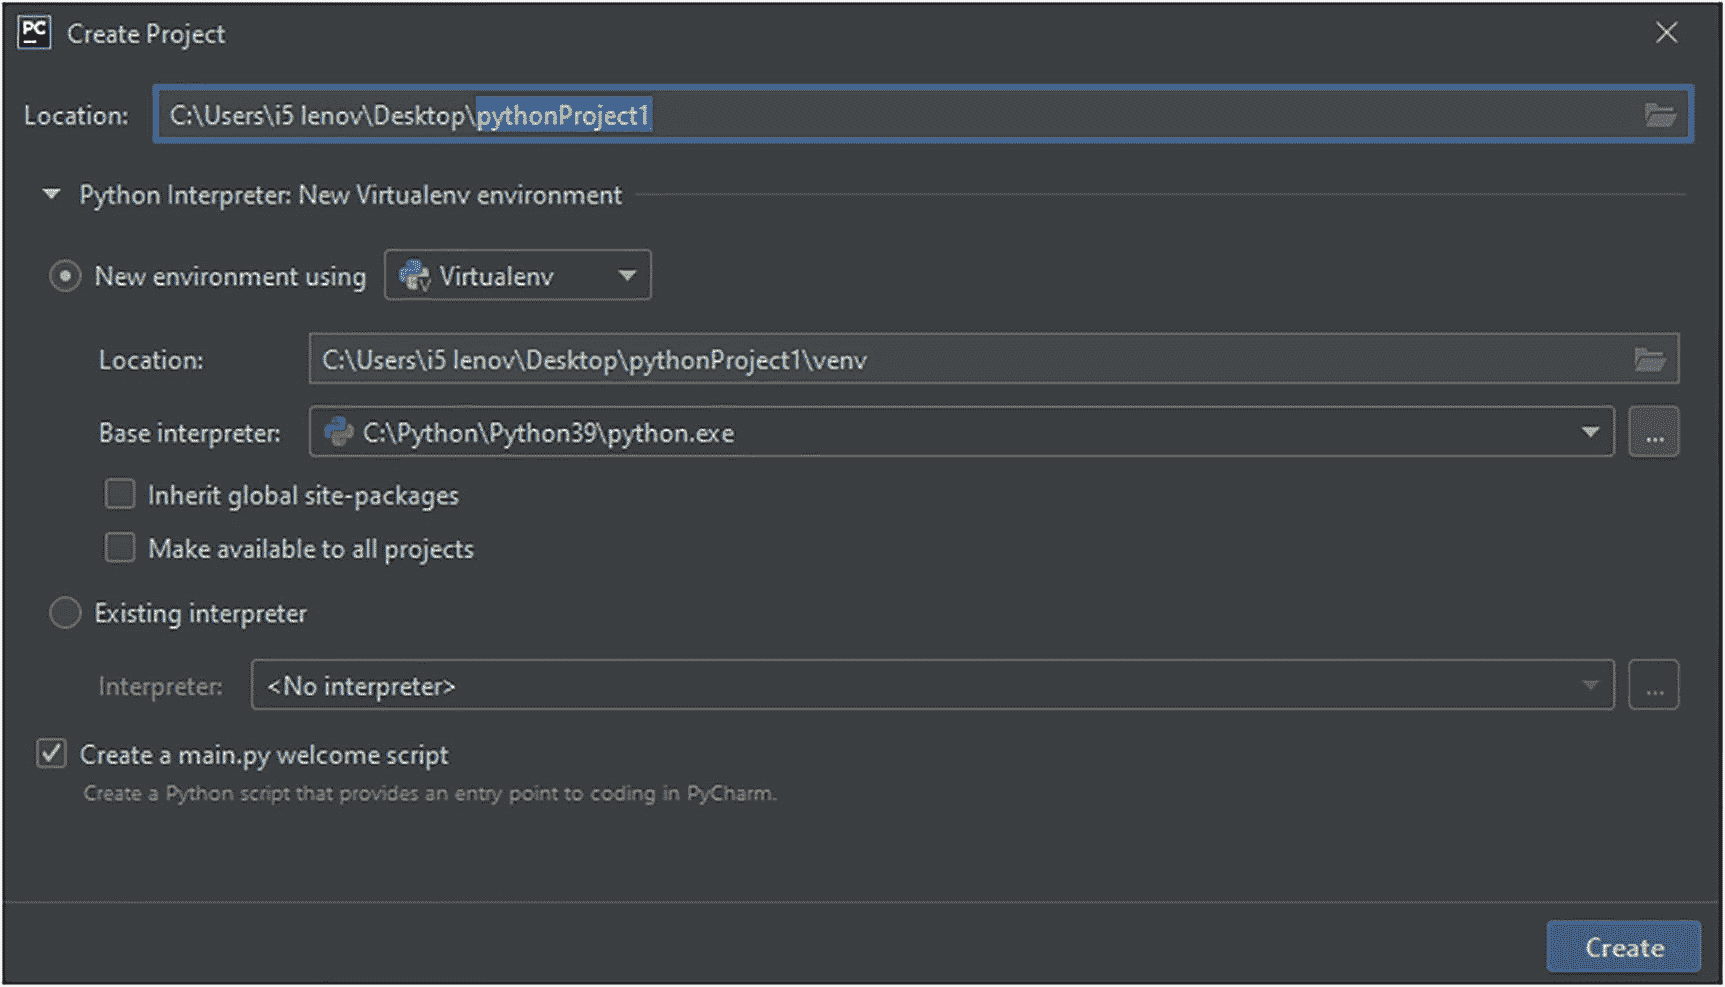 PC Create Project
Location: C:\Users\i5 lenov\Desktop\pythonProject1
Python Interpreter: New Virtualenv environment
New environment using Virtualenv
Location: C:\Users\i5 lenov\Desktop\pythonProject1\venv
Base interpreter: C:\Python\Python39\python.exe ...
Inherit global site-packages
Make available to all projects
Existing interpreter
Interpreter: <No interpreter> ...
Create a main.py welcome script
Create a Python script that provides an entry point to coding in PyCharm.
Create